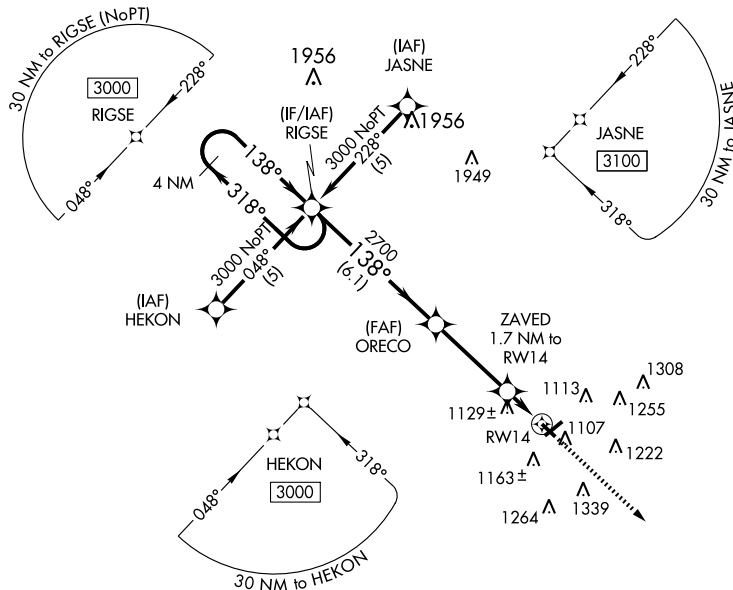 30 NM to RIGSE (NoPT)
3000
RIGSE
228°
048°
1956
(IAF)
JASNE
1956
1949
(IF/IAF)
RIGSE
3000 NoPT
228°
(5)
138°
318°
4 NM
3000 NoPT
048°
(5)
(IAF)
HEKON
228°
JASNE
3100
318°
30 NM to JASNE
2700
138°
(6.1)
(FAF)
ORECO
ZAVED
1.7 NM to
RW14
1308
1113
1255
1129±
RW14
1107
1222
1163±
1339
1264
HEKON
3000
048°
318°
30 NM to HEKON